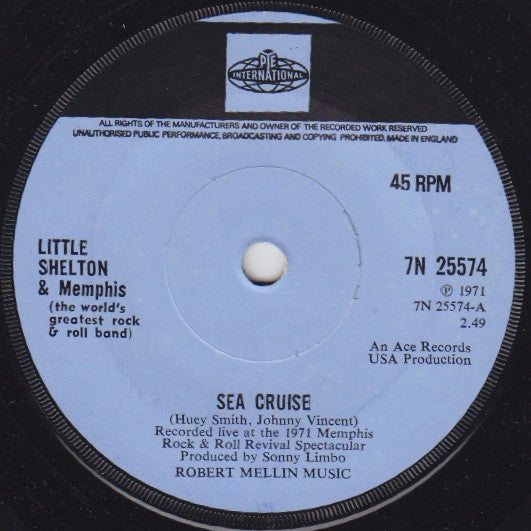 PYE
INTERNATIONAL
ALL RIGHTS OF THE MANUFACTURERS AND OWNER OF THE RECORDED WORK RESERVED
UNAUTHORISED PUBLIC PERFORMANCE, BROADCASTING AND COPYING PROHIBITED. MADE IN ENGLAND
45 RPM
LITTLE
SHELTON
& Memphis
(the world's
greatest rock
& roll band)
7N 25574
℗ 1971
7N 25574-A
2.49
An Ace Records
USA Production
SEA CRUISE
(Huey Smith, Johnny Vincent)
Recorded live at the 1971 Memphis
Rock & Roll Revival Spectacular
Produced by Sonny Limbo
ROBERT MELLIN MUSIC